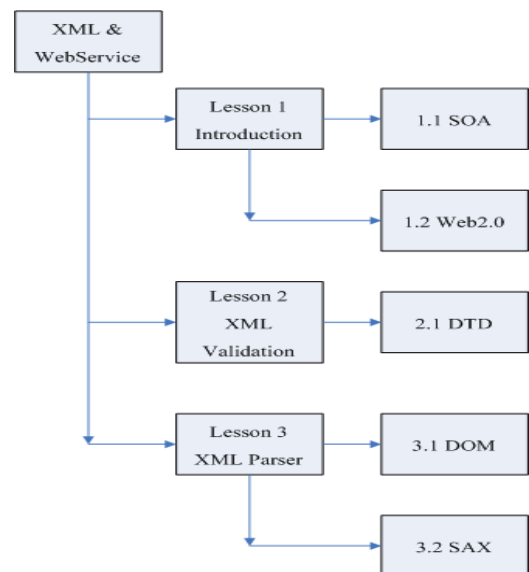 XML &
WebService
Lesson 1
Introduction
1.1 SOA
1.2 Web2.0
Lesson 2
XML
Validation
2.1 DTD
Lesson 3
XML Parser
3.1 DOM
3.2 SAX